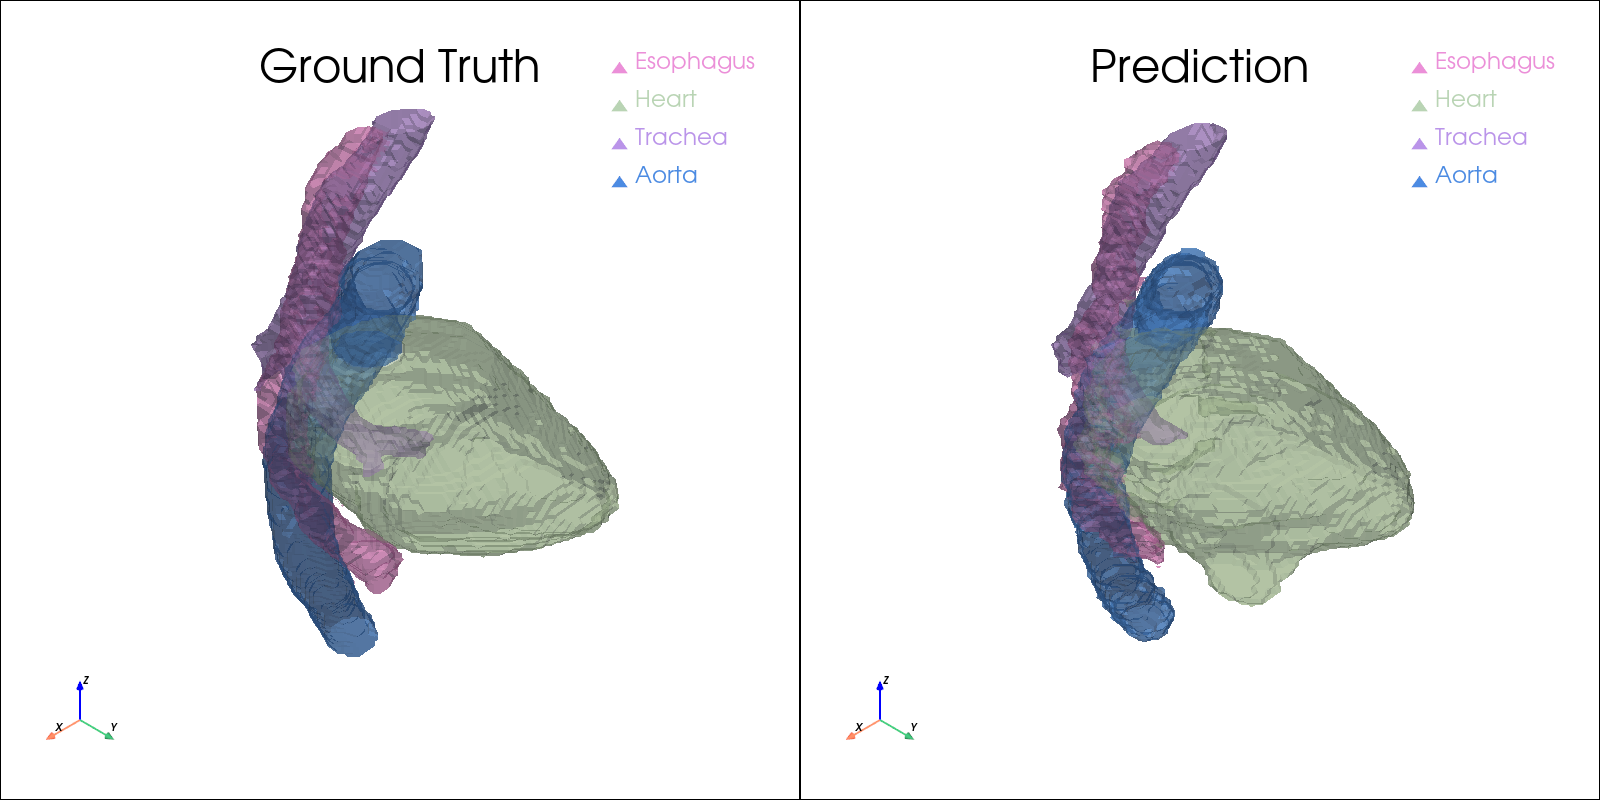 Ground Truth
Esophagus
Heart
Trachea
Aorta
Z
X
Y
Prediction
Esophagus
Heart
Trachea
Aorta
Z
X
Y